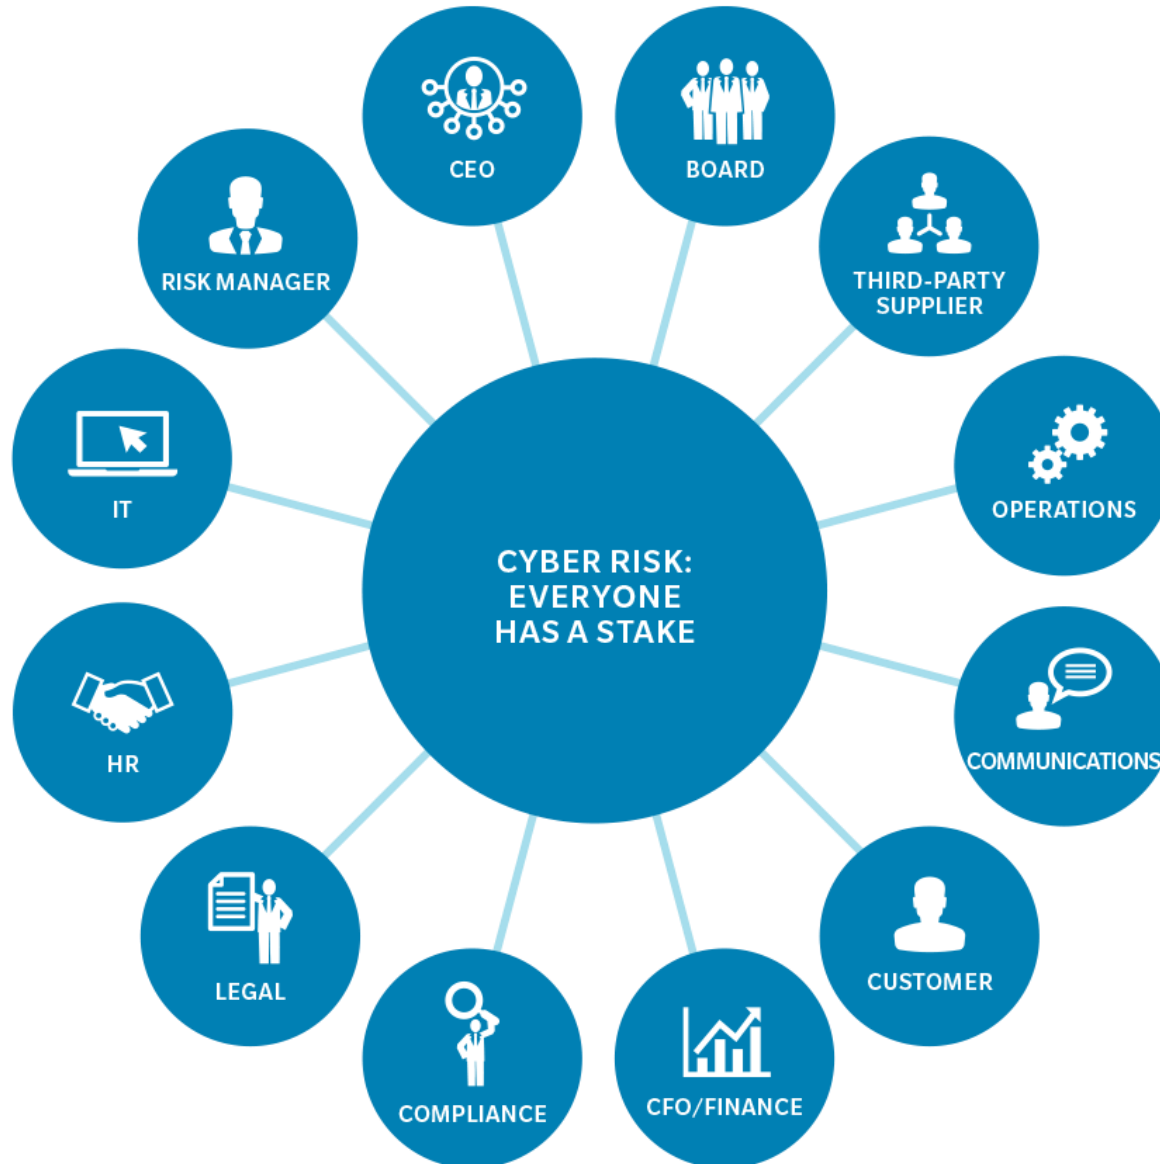 CEO
BOARD
THIRD-PARTY
SUPPLIER
RISK MANAGER
OPERATIONS
IT
CYBER RISK:
EVERYONE
HAS A STAKE
COMMUNICATIONS
HR
CUSTOMER
LEGAL
CFO/FINANCE
COMPLIANCE